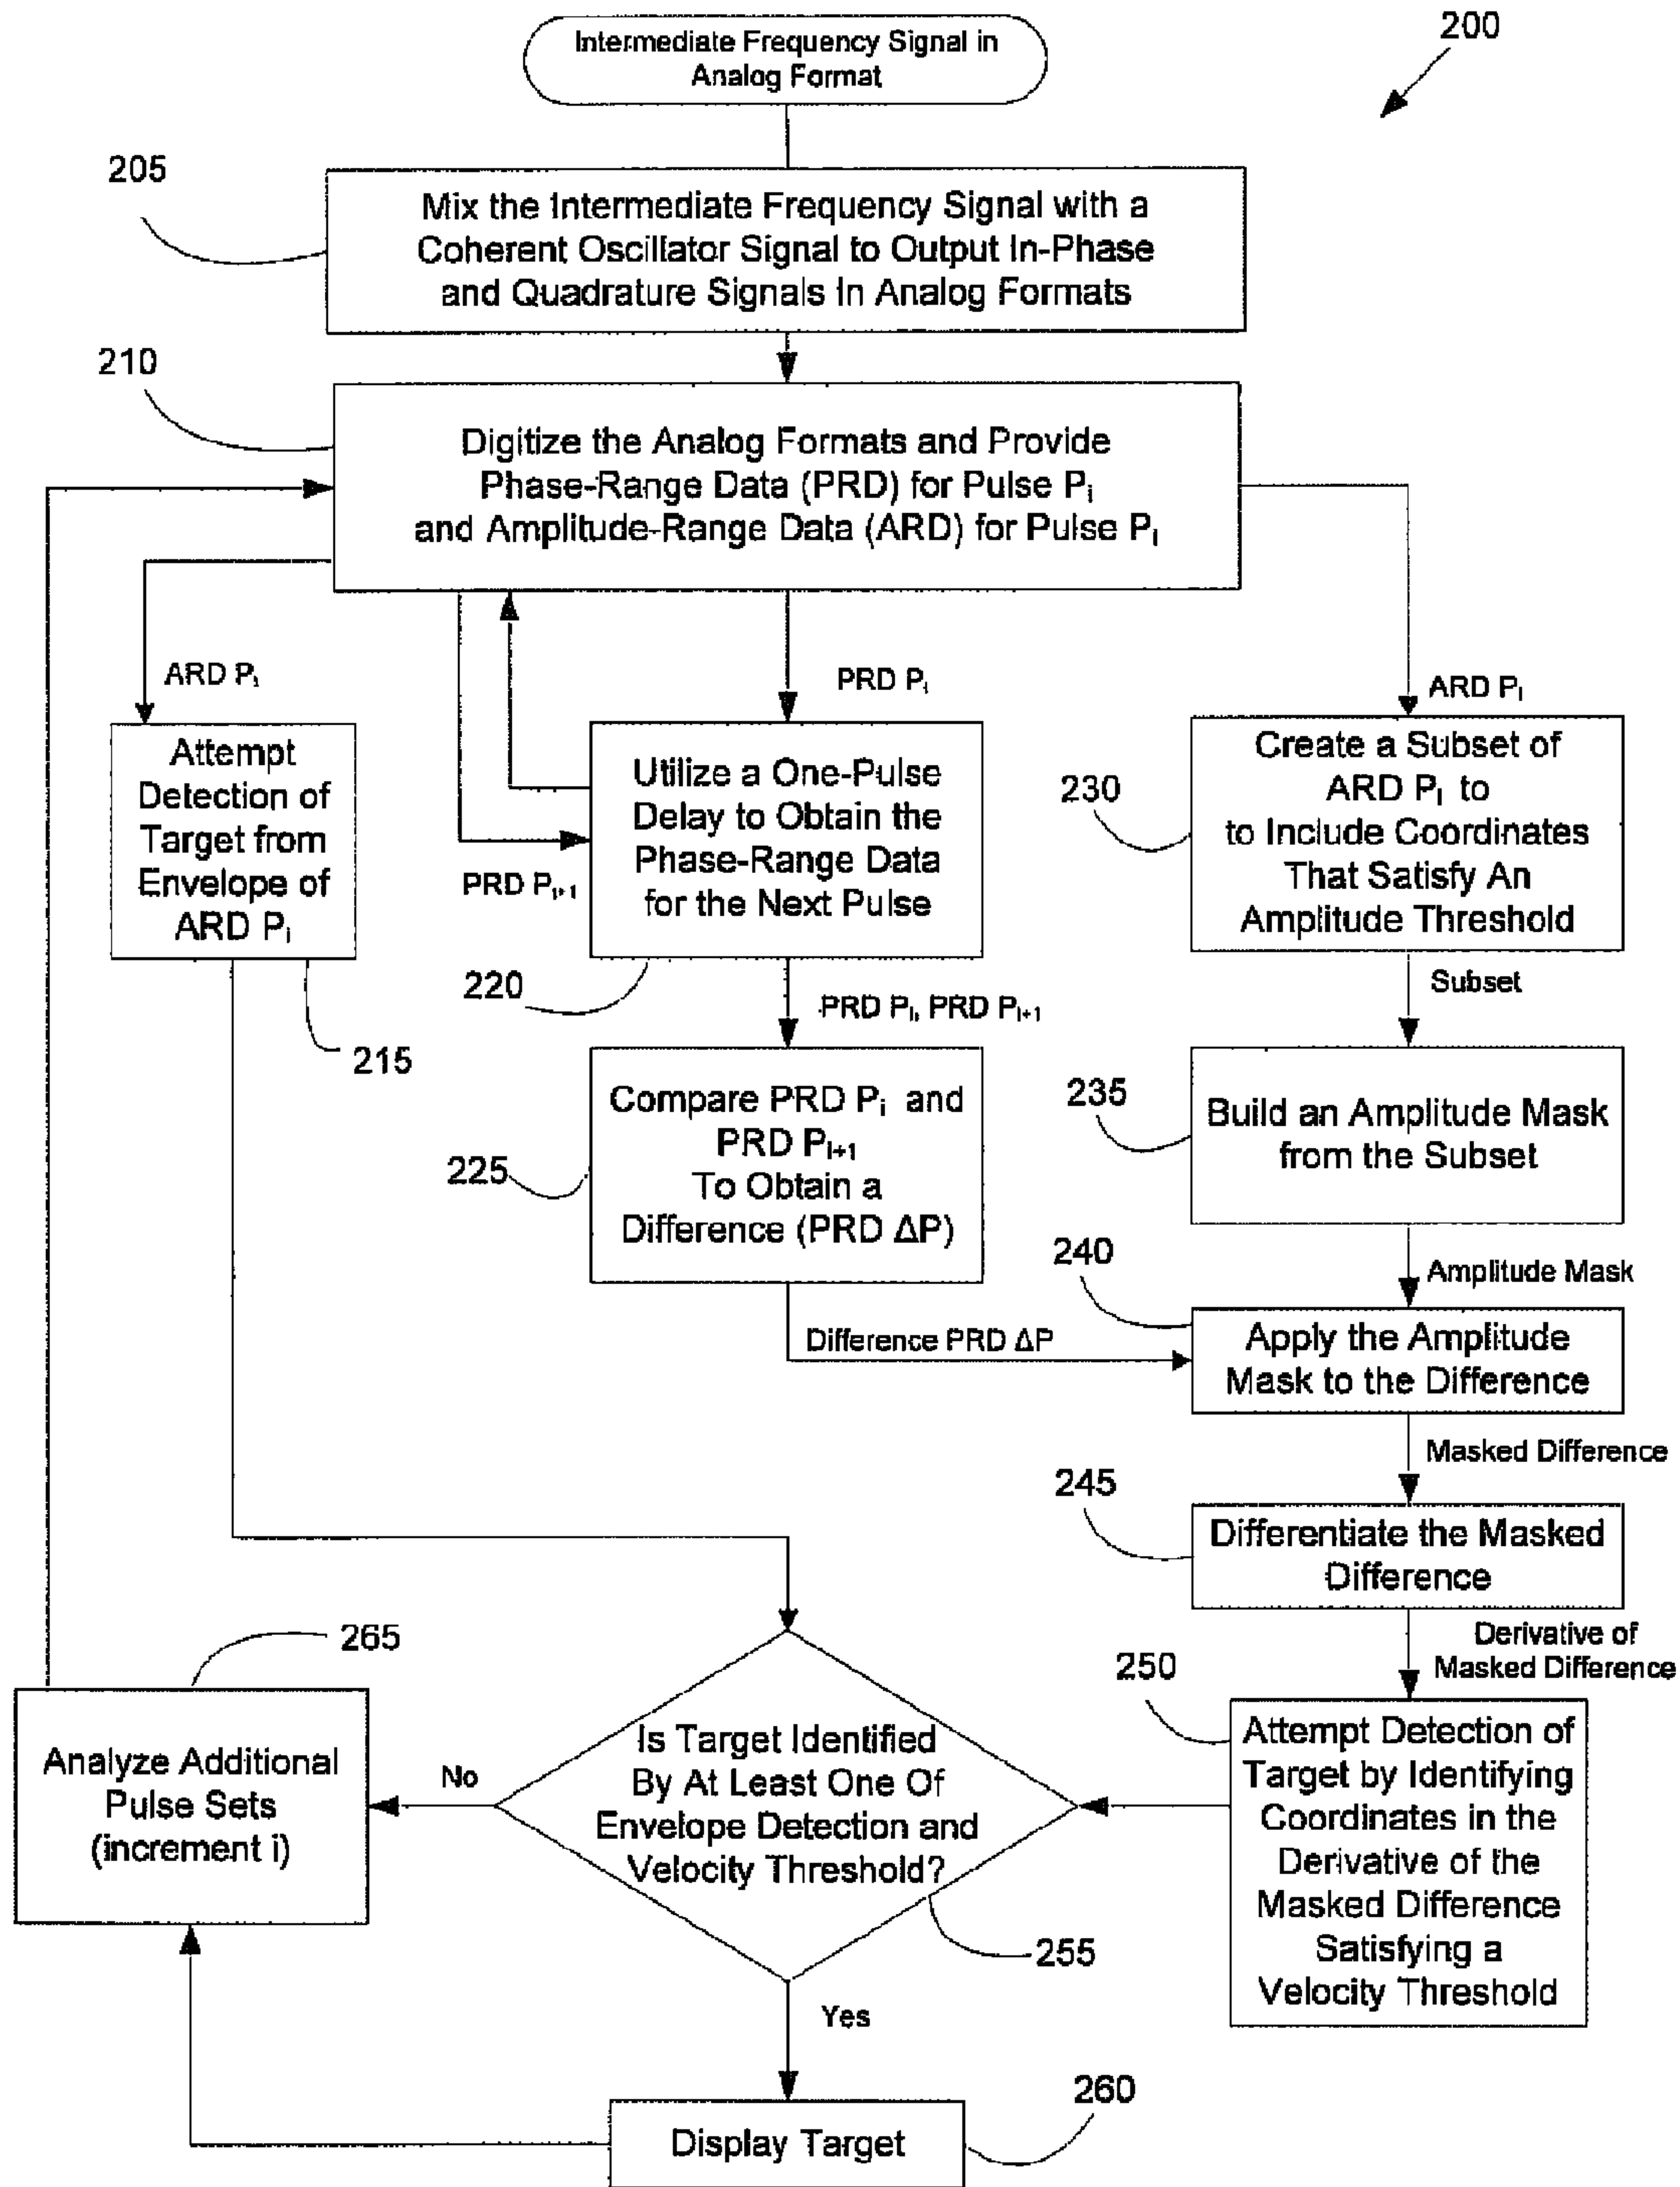 Intermediate Frequency Signal in
Analog Format
200
205
Mix the Intermediate Frequency Signal with a
Coherent Oscillator Signal to Output In-Phase
and Quadrature Signals In Analog Formats
210
Digitize the Analog Formats and Provide
Phase-Range Data (PRD) for Pulse Pᵢ
and Amplitude-Range Data (ARD) for Pulse Pᵢ
ARD Pᵢ
PRD Pᵢ
ARD Pᵢ
Attempt
Detection of
Target from
Envelope of
ARD Pᵢ
215
PRD Pᵢ₊₁
Utilize a One-Pulse
Delay to Obtain the
Phase-Range Data
for the Next Pulse
220
PRD Pᵢ, PRD Pᵢ₊₁
230
Create a Subset of
ARD Pᵢ to
to Include Coordinates
That Satisfy An
Amplitude Threshold
Subset
225
Compare PRD Pᵢ and
PRD Pᵢ₊₁
To Obtain a
Difference (PRD ΔP)
235
Build an Amplitude Mask
from the Subset
Amplitude Mask
Difference PRD ΔP
240
Apply the Amplitude
Mask to the Difference
Masked Difference
245
Differentiate the Masked
Difference
Derivative of
Masked Difference
250
Attempt Detection of
Target by Identifying
Coordinates in the
Derivative of the
Masked Difference
Satisfying a
Velocity Threshold
265
Analyze Additional
Pulse Sets
(increment i)
No
Is Target Identified
By At Least One Of
Envelope Detection and
Velocity Threshold?
255
Yes
260
Display Target